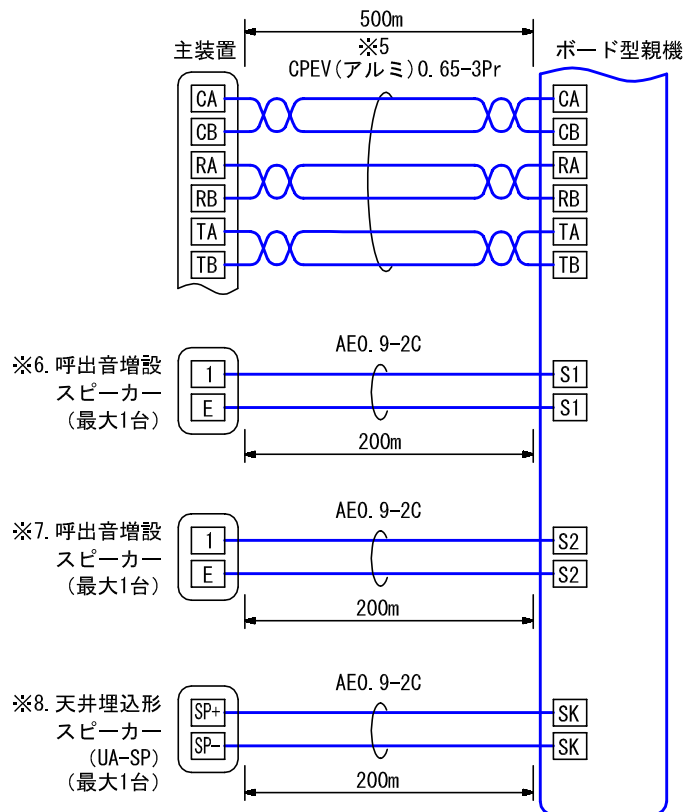 500m
主装置
※5
ボード型親機
CPEV(アルミ)0.65-3Pr
CA
CA
CB
CB
RA
RA
RB
RB
TA
TA
TB
TB
AE0.9-2C
※6.呼出音増設
スピーカー
(最大1台)
1
S1
E
S1
200m
AE0.9-2C
※7.呼出音増設
スピーカー
(最大1台)
1
S2
E
S2
200m
AE0.9-2C
※8.天井埋込形
スピーカー
(UA-SP)
(最大1台)
SP+
SK
SP-
SK
200m